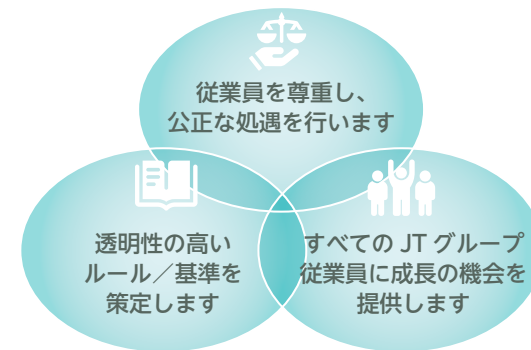 従業員を尊重し、
公正な処遇を行います
透明性の高い
ルール／基準を
策定します
すべての JT グループ
従業員に成長の機会を
提供します